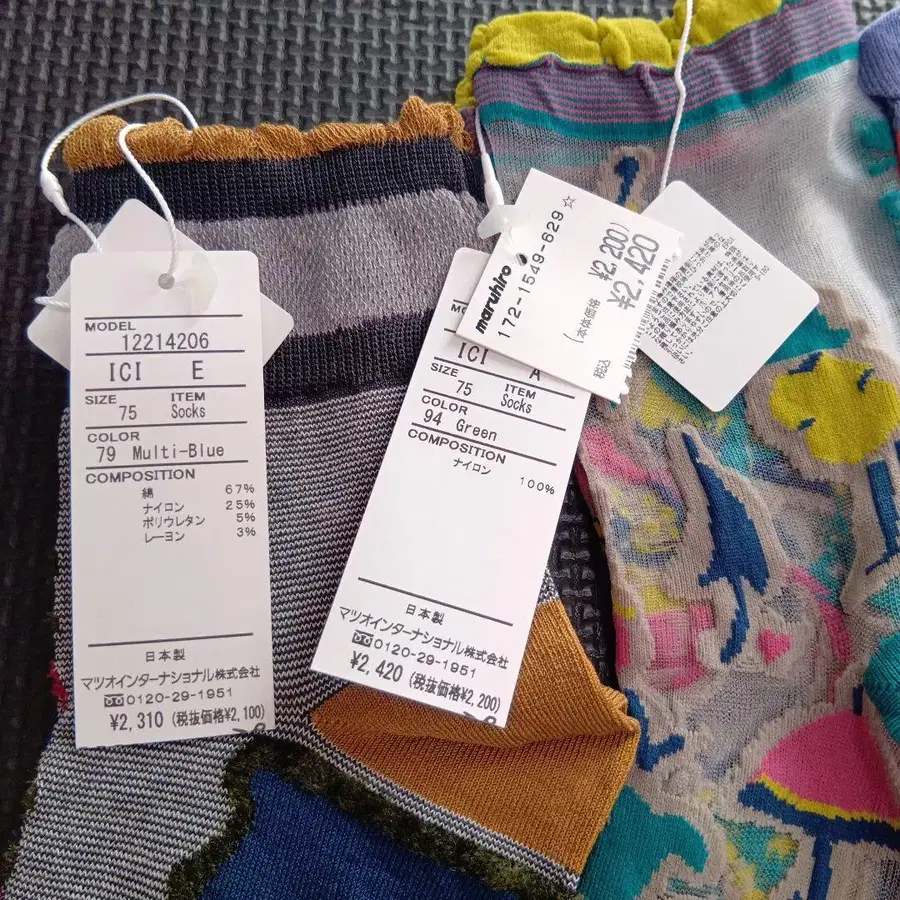 MODEL
12214206
ICI E
SIZE ITEM
75 Socks
COLOR
79 Multi-Blue
COMPOSITION
綿 67%
ナイロン 25%
ポリウレタン 5%
レーヨン 3%
日本製
マツオインターナショナル株式会社
0120-29-1951
¥2,310 (税抜価格¥2,100)
ICI A
SIZE ITEM
75 Socks
COLOR
94 Green
COMPOSITION
ナイロン 100%
日本製
マツオインターナショナル株式会社
0120-29-1951
¥2,420 (税抜価格¥2,200)
maruhiro
172-1549-629 ☆
(本体価格 ¥2,200)
税込 ¥2,420